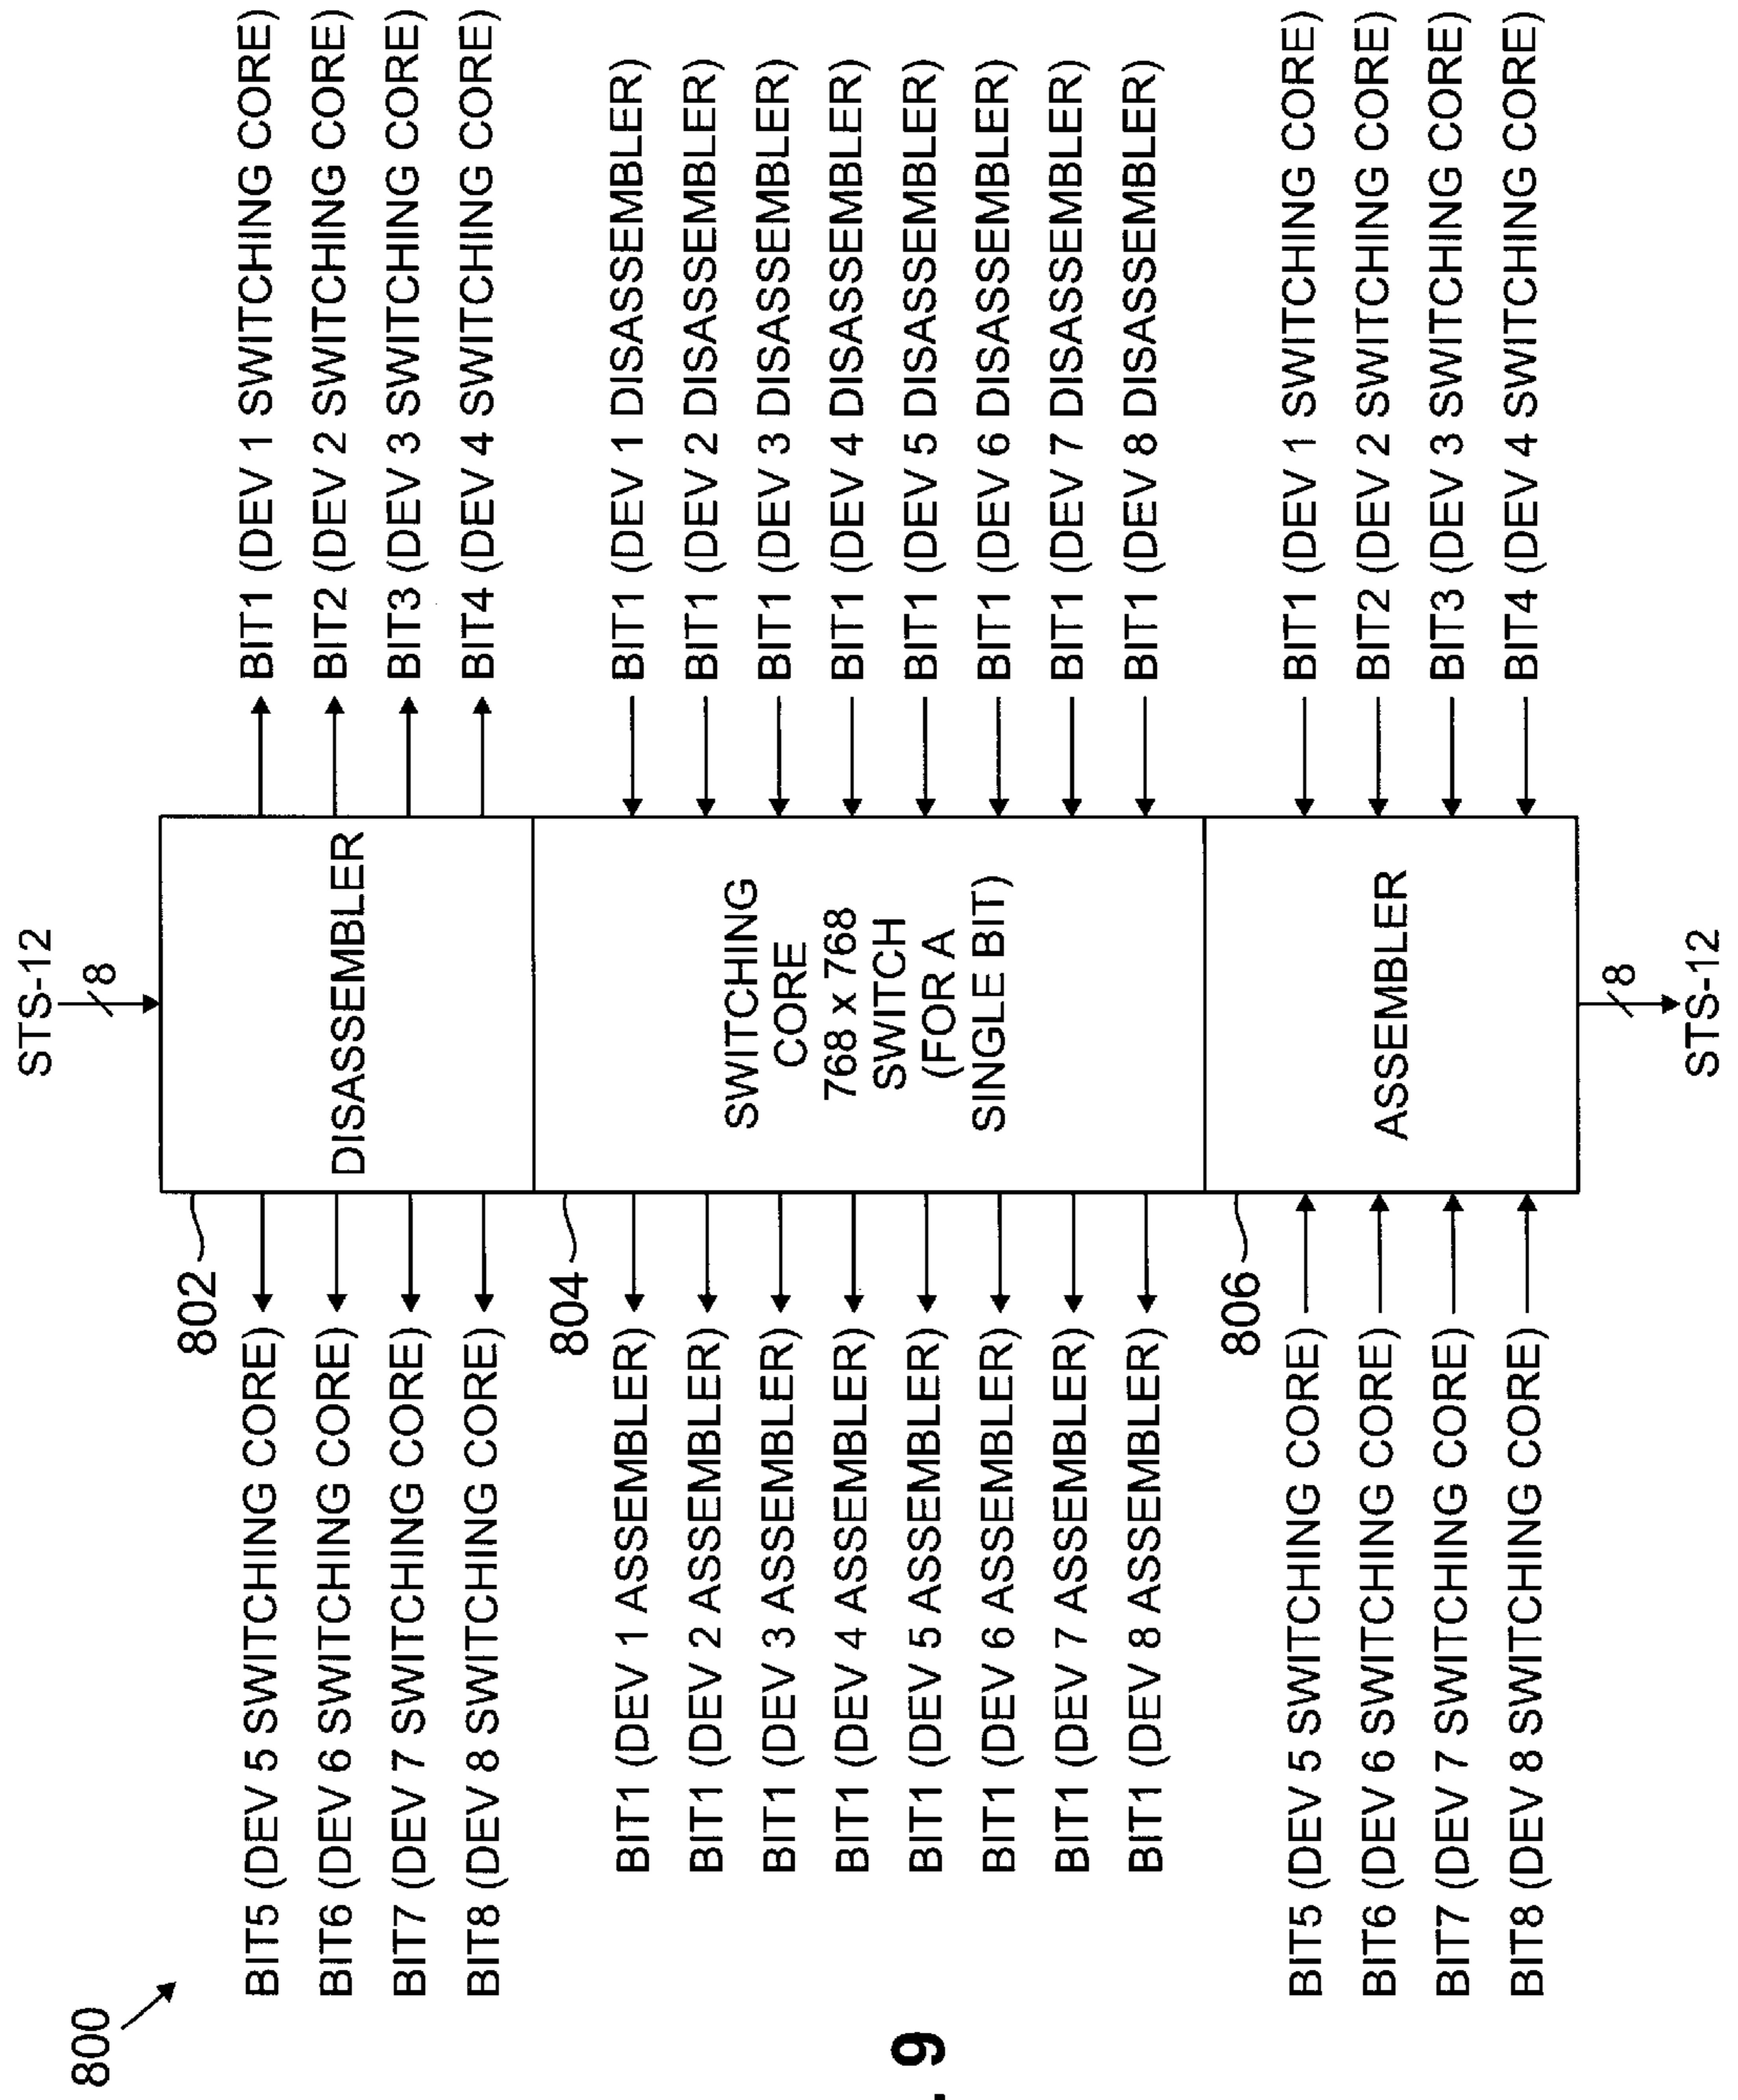 800
STS-12
8
802
BIT5 (DEV 5 SWITCHING CORE)
BIT6 (DEV 6 SWITCHING CORE)
BIT7 (DEV 7 SWITCHING CORE)
BIT8 (DEV 8 SWITCHING CORE)
DISASSEMBLER
BIT1 (DEV 1 SWITCHING CORE)
BIT2 (DEV 2 SWITCHING CORE)
BIT3 (DEV 3 SWITCHING CORE)
BIT4 (DEV 4 SWITCHING CORE)
804
BIT1 (DEV 1 ASSEMBLER)
BIT1 (DEV 2 ASSEMBLER)
BIT1 (DEV 3 ASSEMBLER)
BIT1 (DEV 4 ASSEMBLER)
BIT1 (DEV 5 ASSEMBLER)
BIT1 (DEV 6 ASSEMBLER)
BIT1 (DEV 7 ASSEMBLER)
BIT1 (DEV 8 ASSEMBLER)
SWITCHING
CORE
768 x 768
SWITCH
(FOR A
SINGLE BIT)
BIT1 (DEV 1 DISASSEMBLER)
BIT1 (DEV 2 DISASSEMBLER)
BIT1 (DEV 3 DISASSEMBLER)
BIT1 (DEV 4 DISASSEMBLER)
BIT1 (DEV 5 DISASSEMBLER)
BIT1 (DEV 6 DISASSEMBLER)
BIT1 (DEV 7 DISASSEMBLER)
BIT1 (DEV 8 DISASSEMBLER)
806
BIT5 (DEV 5 SWITCHING CORE)
BIT6 (DEV 6 SWITCHING CORE)
BIT7 (DEV 7 SWITCHING CORE)
BIT8 (DEV 8 SWITCHING CORE)
ASSEMBLER
BIT1 (DEV 1 SWITCHING CORE)
BIT2 (DEV 2 SWITCHING CORE)
BIT3 (DEV 3 SWITCHING CORE)
BIT4 (DEV 4 SWITCHING CORE)
8
STS-12
. 9